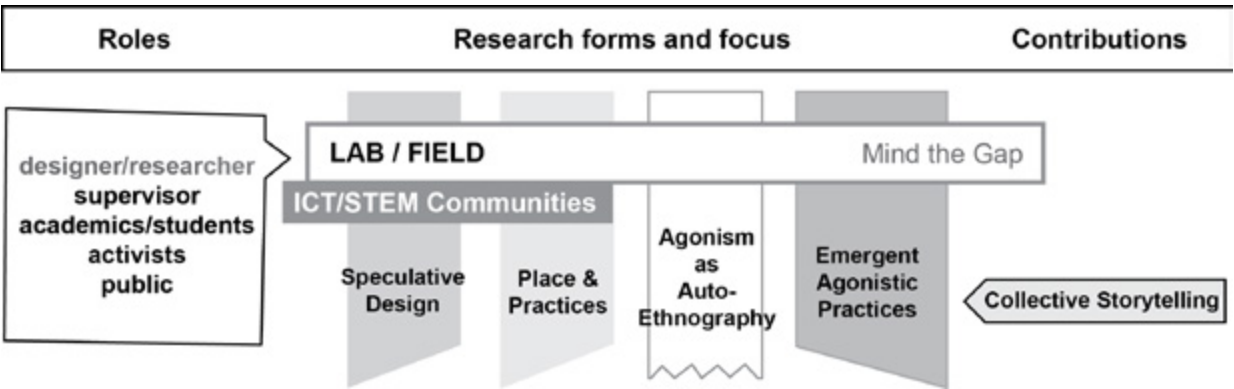 Roles
Research forms and focus
Contributions
designer/researcher
supervisor
academics/students
activists
public
LAB / FIELD
Mind the Gap
ICT/STEM Communities
Speculative
Design
Place &
Practices
Agonism
as
Auto-
Ethnography
Emergent
Agonistic
Practices
Collective Storytelling